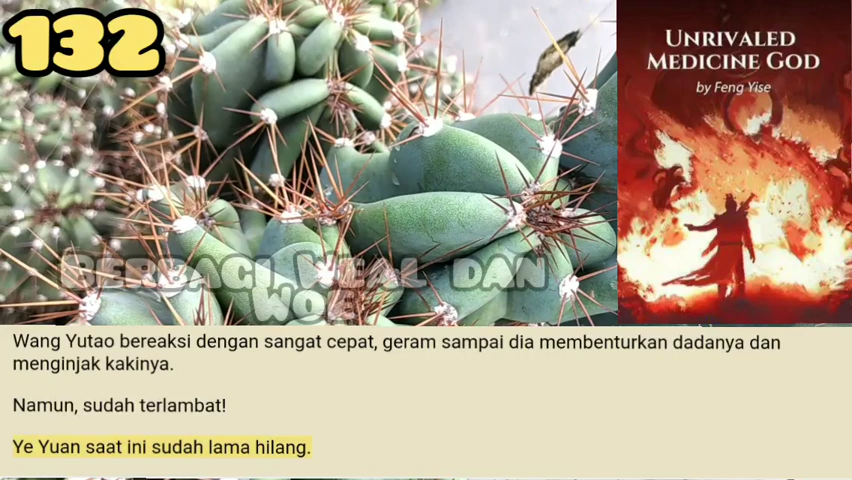 132
UNRIVALED
MEDICINE GOD
by Feng Yise
BERBAGI WEAL DAN
WOE
Wang Yutao bereaksi dengan sangat cepat, geram sampai dia membenturkan dadanya dan
menginjak kakinya.
Namun, sudah terlambat!
Ye Yuan saat ini sudah lama hilang.